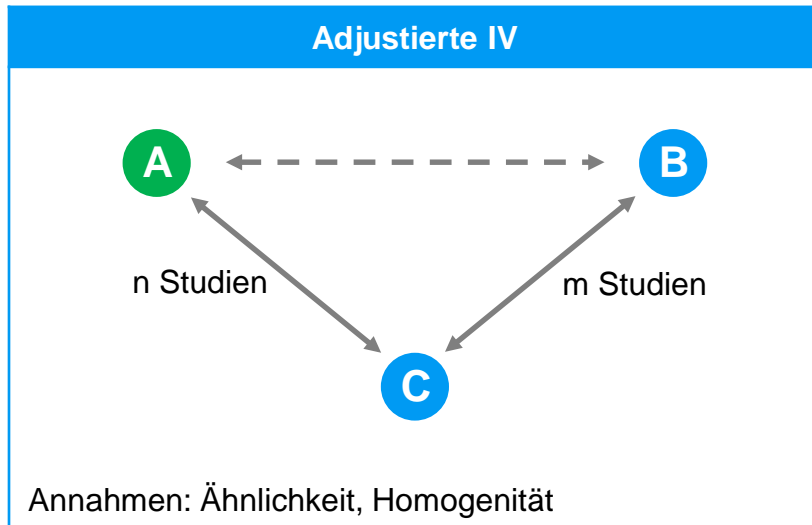 Adjustierte IV
A
B
n Studien
m Studien
C
Annahmen: Ähnlichkeit, Homogenität